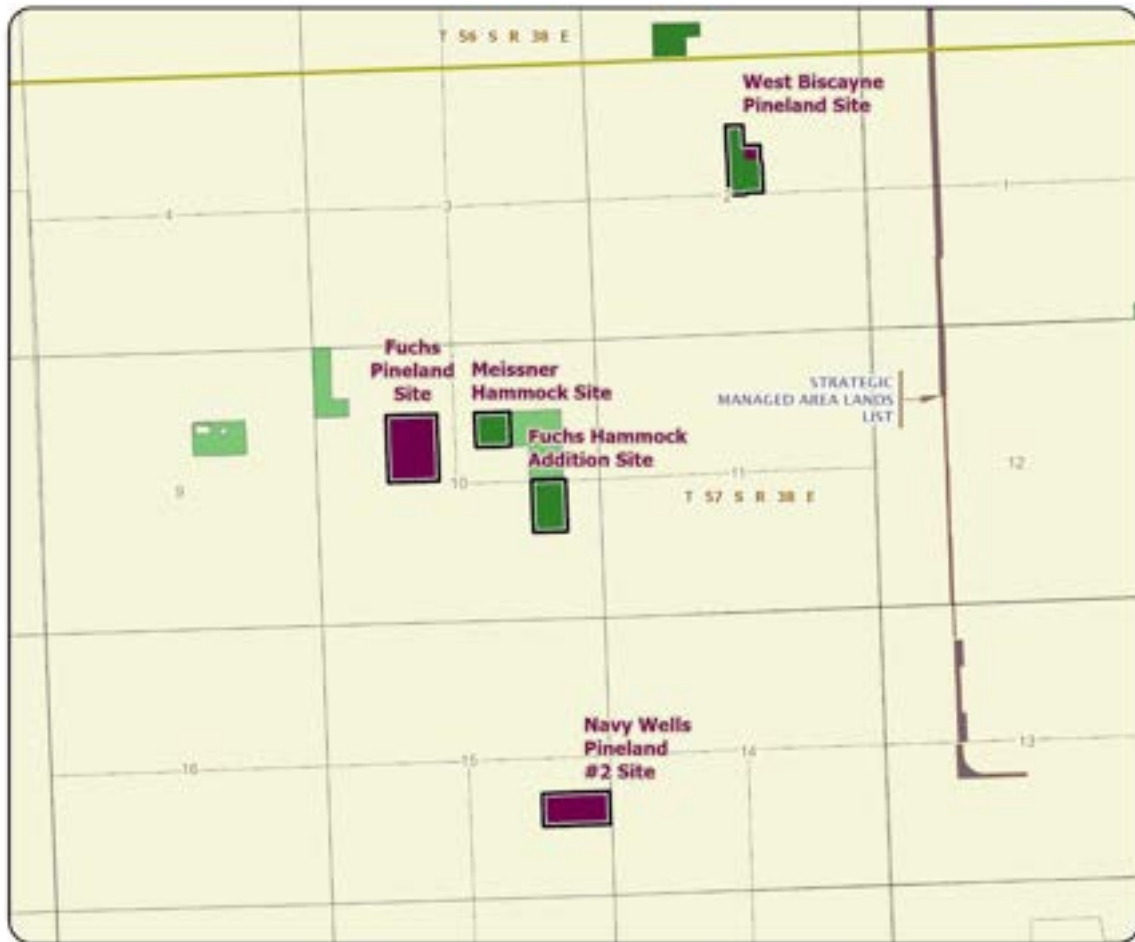 T 56 S R 38 E
West Biscayne
Pineland Site
4
3
2
1
Fuchs
Pineland
Site
Meissner
Hammock Site
STRATEGIC
MANAGED AREA LANDS
LIST
Fuchs Hammock
Addition Site
9
10
11
12
T 57 S R 38 E
Navy Wells
Pineland
#2 Site
16
15
14
13